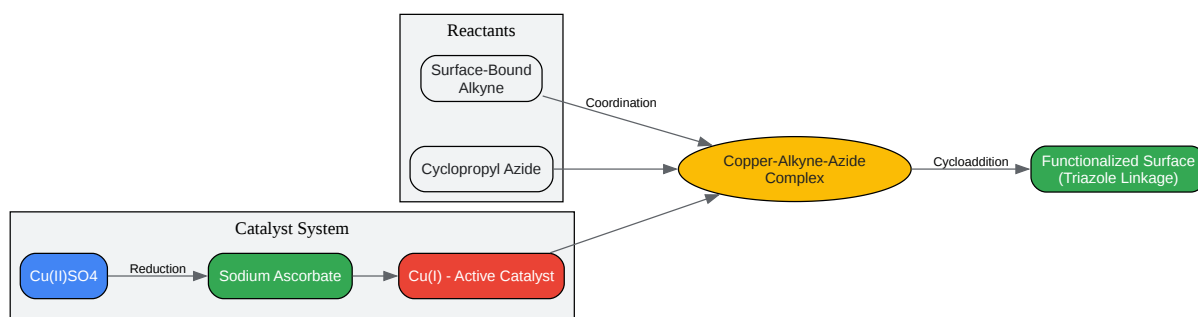 Reactants
Surface-Bound
Alkyne
Coordination
Cyclopropyl Azide
Copper-Alkyne-Azide
Complex
Cycloaddition
Functionalized Surface
(Triazole Linkage)
Catalyst System
Cu(II)SO4
Reduction
Sodium Ascorbate
Cu(I) - Active Catalyst